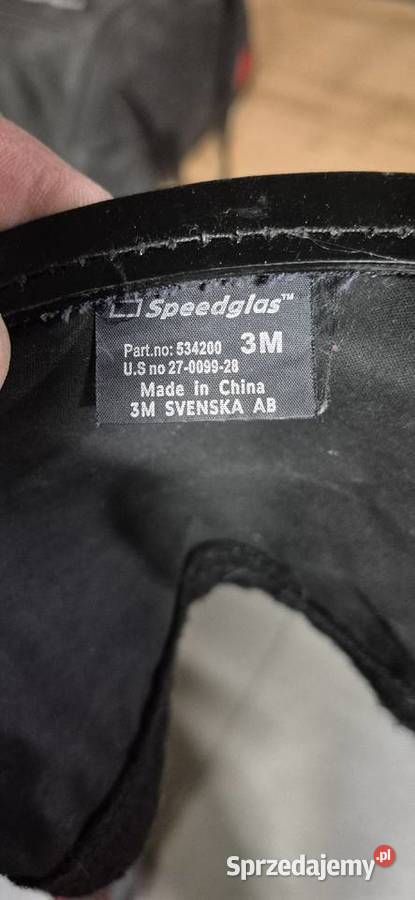 Speedglas™
Part.no: 534200 3M
U.S no 27-0099-28
Made in China
3M SVENSKA AB
Sprzedajemy.pl